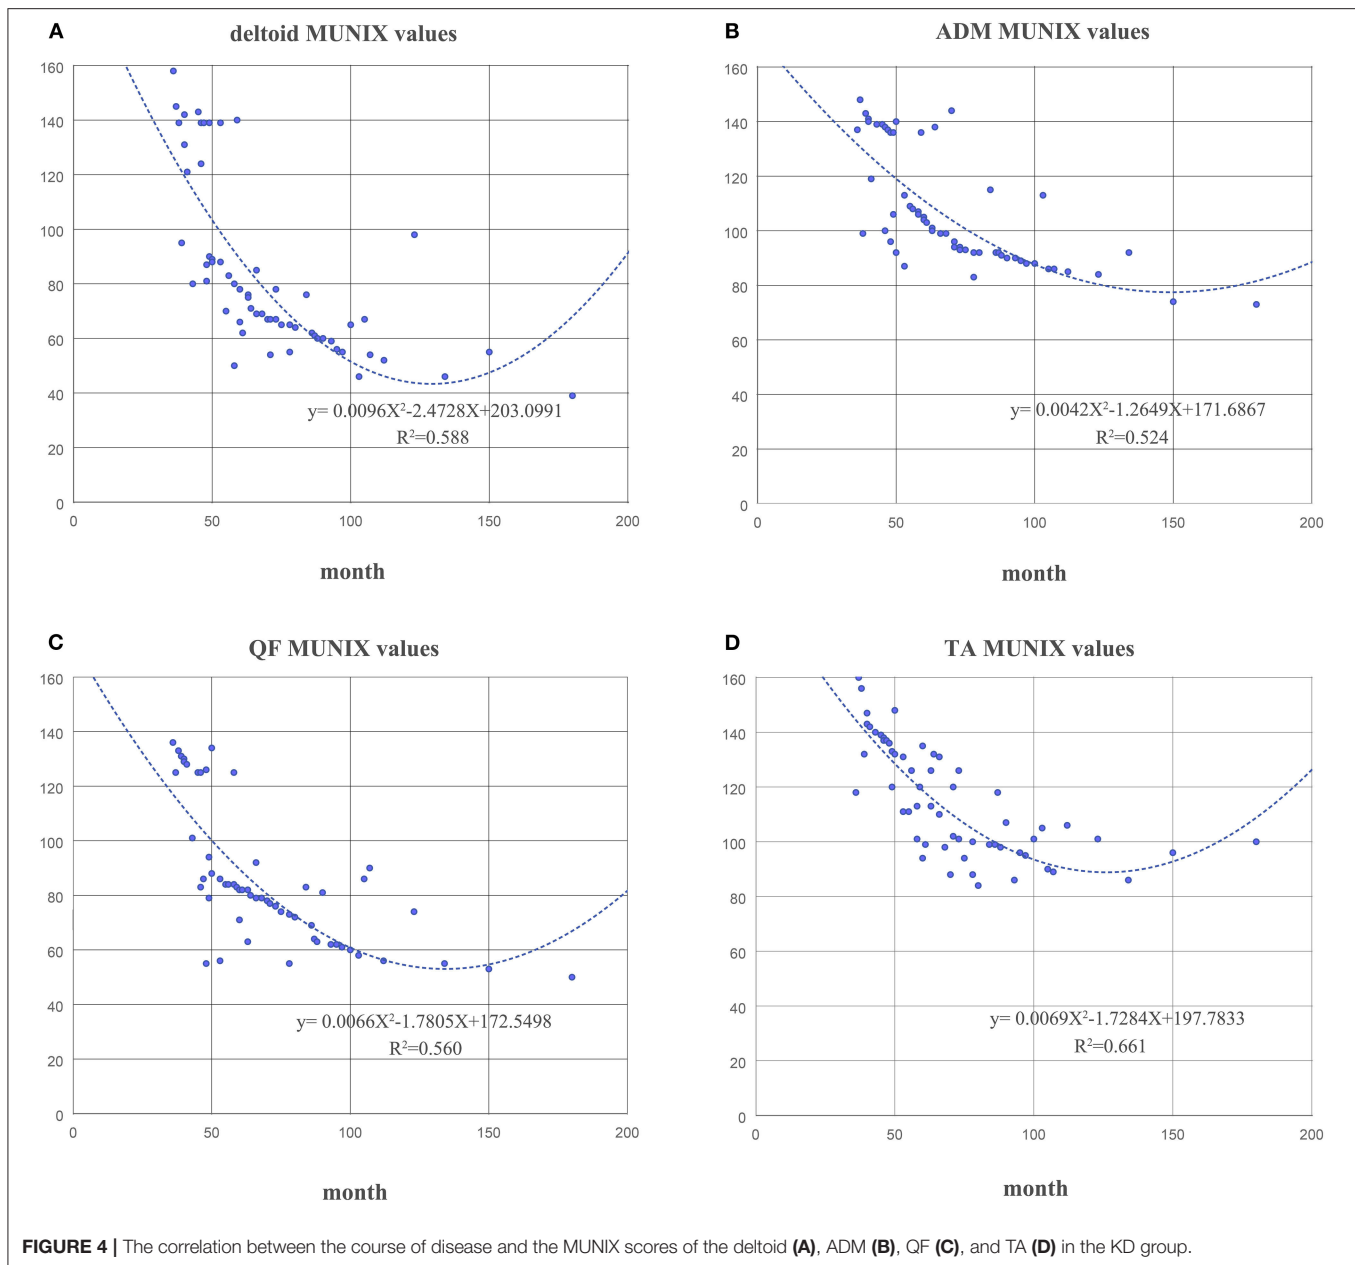 A
deltoid MUNIX values
160
140
120
100
80
60
40
20
0
y= 0.0096X²-2.4728X+203.0991
R²=0.588
0 50 100 150 200
month
B
ADM MUNIX values
160
140
120
100
80
60
40
20
0
y= 0.0042X²-1.2649X+171.6867
R²=0.524
0 50 100 150 200
month
C
QF MUNIX values
160
140
120
100
80
60
40
20
0
y= 0.0066X²-1.7805X+172.5498
R²=0.560
0 50 100 150 200
month
D
TA MUNIX values
160
140
120
100
80
60
40
20
0
y= 0.0069X²-1.7284X+197.7833
R²=0.661
0 50 100 150 200
month
FIGURE 4 | The correlation between the course of disease and the MUNIX scores of the deltoid (A), ADM (B), QF (C), and TA (D) in the KD group.